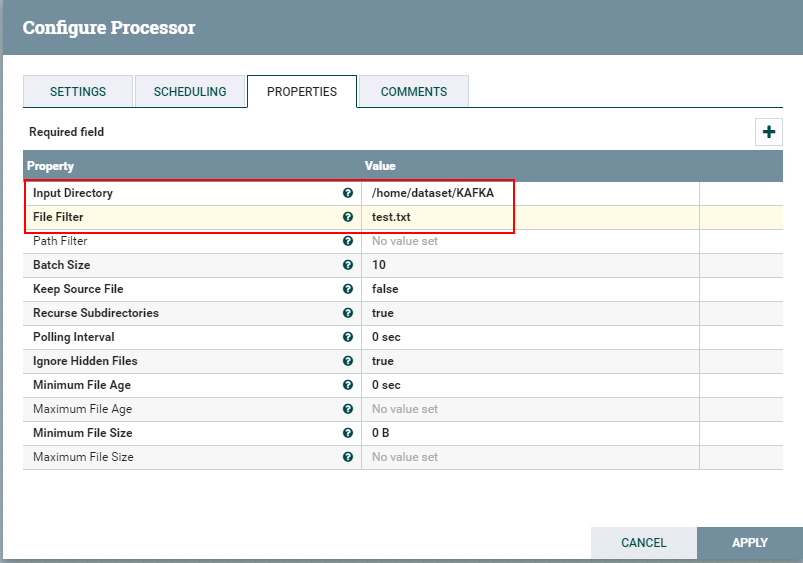 Configure Processor
SETTINGS SCHEDULING PROPERTIES COMMENTS
Required field
Property Value
Input Directory /home/dataset/KAFKA
File Filter test.txt
Path Filter No value set
Batch Size 10
Keep Source File false
Recurse Subdirectories true
Polling Interval 0 sec
Ignore Hidden Files true
Minimum File Age 0 sec
Maximum File Age No value set
Minimum File Size 0 B
Maximum File Size No value set
CANCEL APPLY